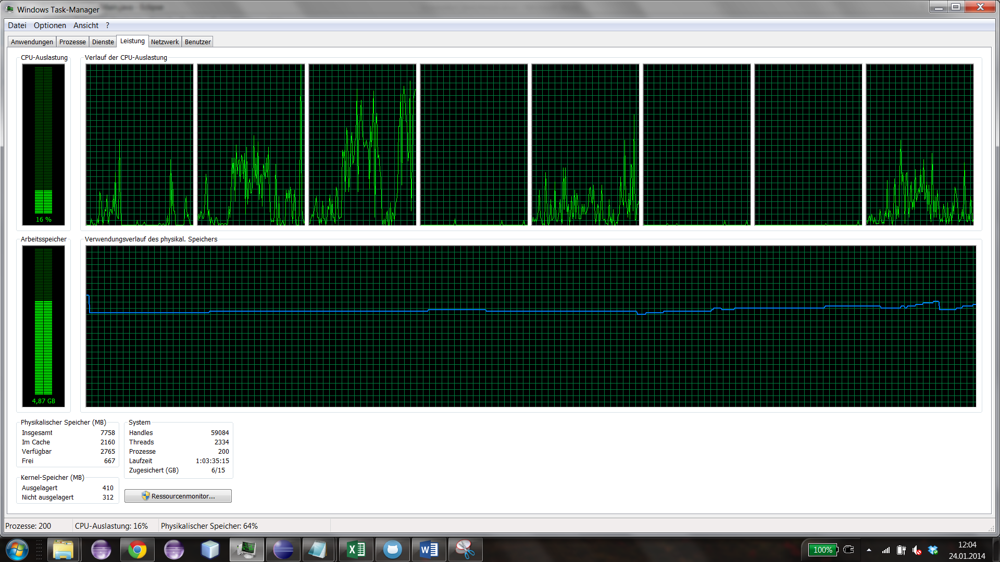 Windows Task-Manager
Datei Optionen Ansicht ?
Anwendungen Prozesse Dienste Leistung Netzwerk Benutzer
CPU-Auslastung
Verlauf der CPU-Auslastung
16 %
Arbeitsspeicher
Verwendungsverlauf des physikal. Speichers
4,87 GB
Physikalischer Speicher (MB)
Insgesamt 7758
Im Cache 2160
Verfügbar 2765
Frei 667
Kernel-Speicher (MB)
Ausgelagert 410
Nicht ausgelagert 312
System
Handles 59084
Threads 2334
Prozesse 200
Laufzeit 1:03:35:15
Zugesichert (GB) 6/15
Ressourcenmonitor...
Prozesse: 200 CPU-Auslastung: 16% Physikalischer Speicher: 64%
100%
12:04
24.01.2014